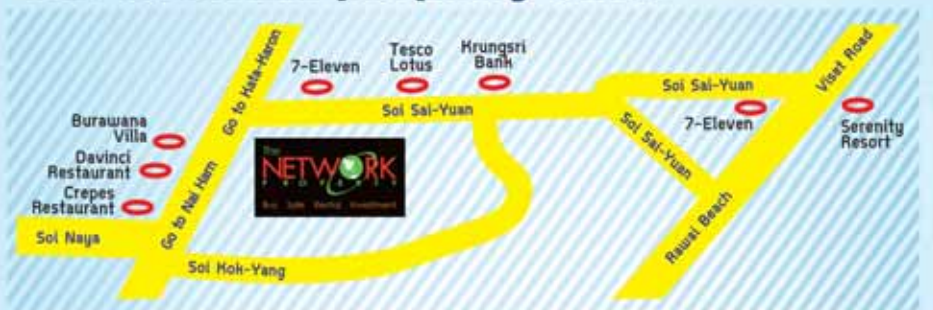 Go to Kata-Karon
7-Eleven
Tesco
Lotus
Krungsri
Bank
Soi Sai-Yuan
Soi Sai-Yuan
Viset Road
7-Eleven
Serenity
Resort
Soi Sai-Yuan
Burawana
Villa
Davinci
Restaurant
Crepes
Restaurant
The
NETWORK
PROPERTY
Buy Sale Rental Investment
Go to Nai Harn
Rawai Beach
Soi Naya
Soi Kok-Yang